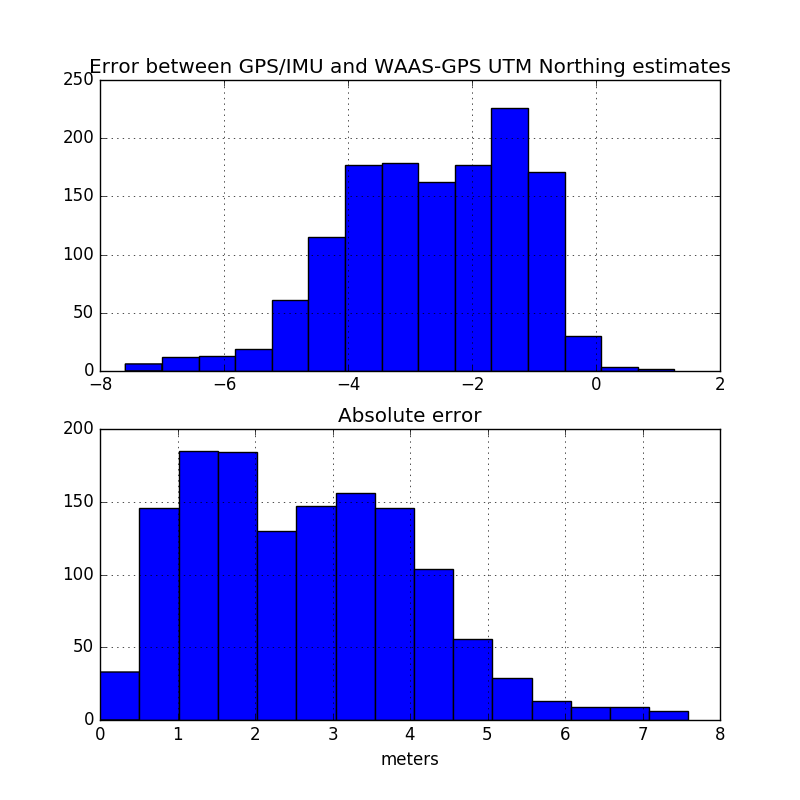 Error between GPS/IMU and WAAS-GPS UTM Northing estimates
250
200
150
100
50
0
−8 −6 −4 −2 0 2
Absolute error
200
150
100
50
0
0 1 2 3 4 5 6 7 8
meters